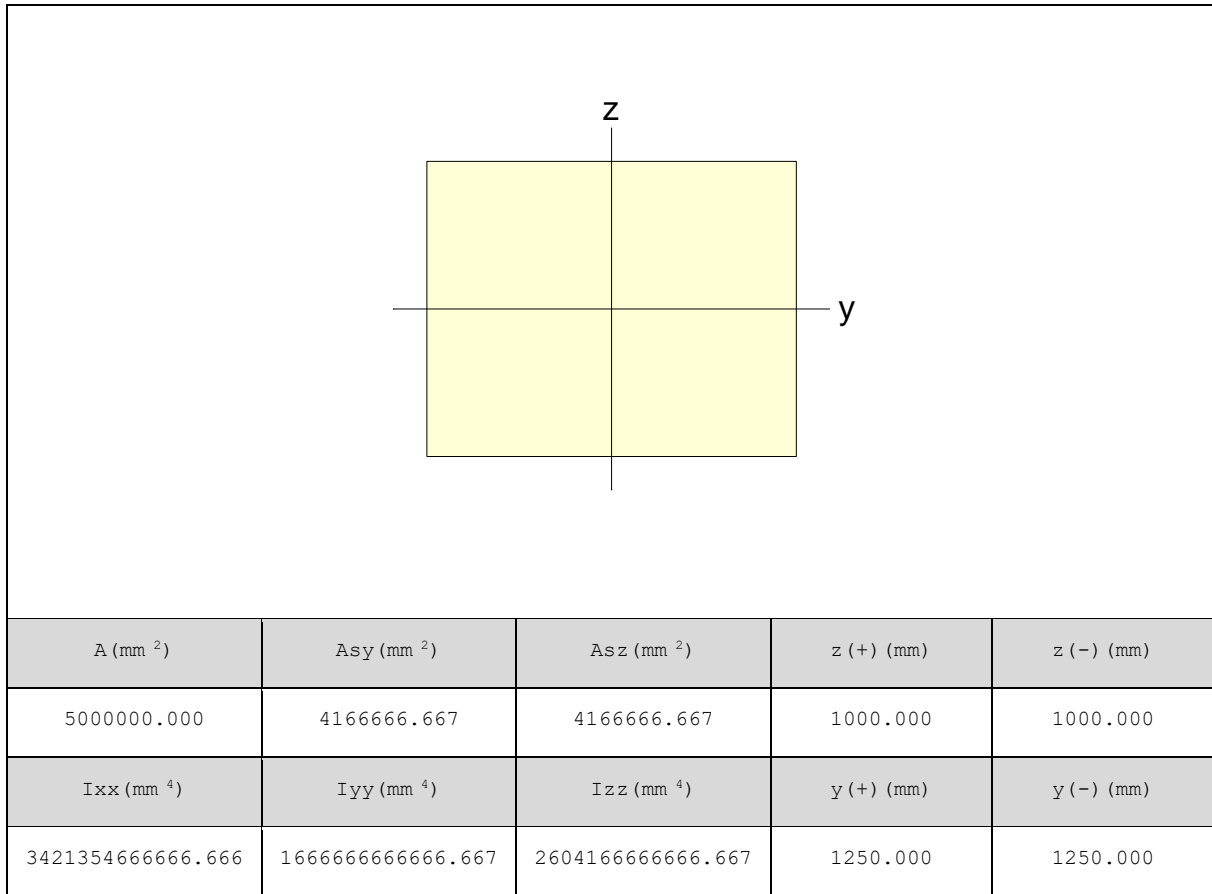 z
y
A(mm ²) Asy(mm ²) Asz(mm ²) z(+)(mm) z(-)(mm)
5000000.000 4166666.667 4166666.667 1000.000 1000.000
Ixx(mm ⁴) Iyy(mm ⁴) Izz(mm ⁴) y(+)(mm) y(-)(mm)
3421354666666.666 1666666666666.667 2604166666666.667 1250.000 1250.000